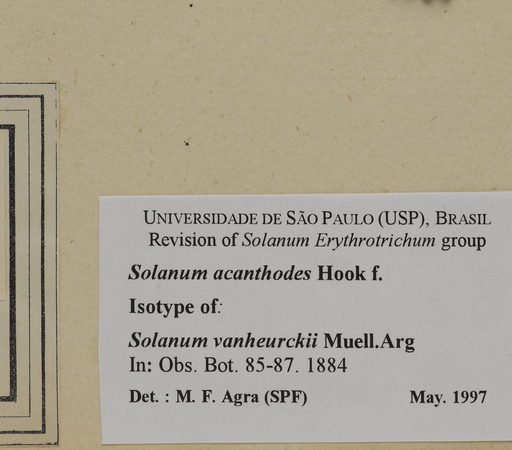 UNIVERSIDADE DE SÃO PAULO (USP), BRASIL
Revision of Solanum Erythrotrichum group
Solanum acanthodes Hook f.
Isotype of:
Solanum vanheurckii Muell.Arg
In: Obs. Bot. 85-87. 1884
Det. : M. F. Agra (SPF) May. 1997